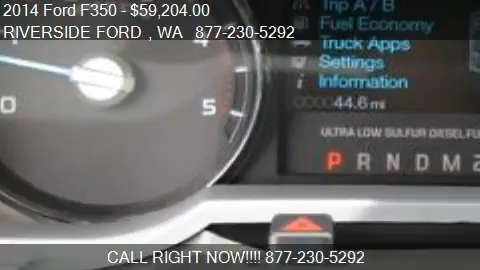 2014 Ford F350 - $59,204.00
RIVERSIDE FORD , WA 877-230-5292
Trip A / B
Fuel Economy
Truck Apps
Settings
i Information
000044.6 mi
0
5
ULTRA LOW SULFUR DIESEL FU
P R N D M 2
CALL RIGHT NOW!!!! 877-230-5292